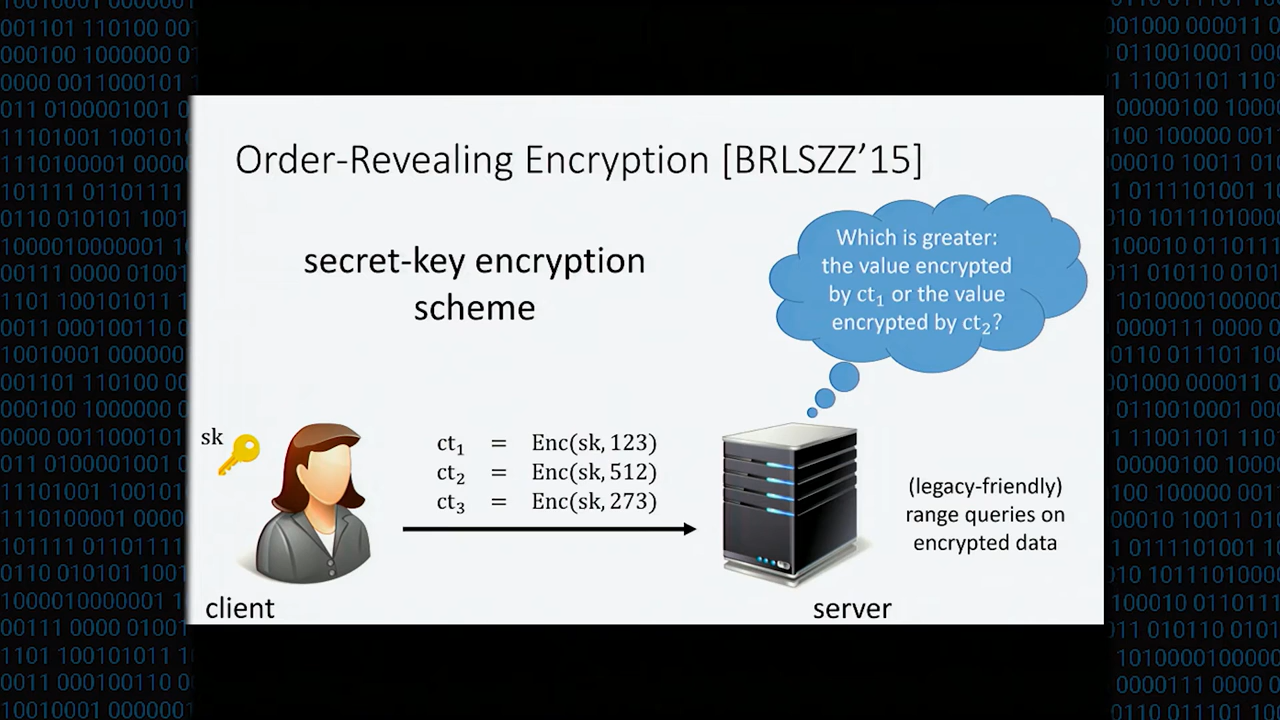 Order-Revealing Encryption [BRLSZZ'15]
secret-key encryption
scheme
Which is greater:
the value encrypted
by ct₁ or the value
encrypted by ct₂?
sk
ct₁ = Enc(sk, 123)
ct₂ = Enc(sk, 512)
ct₃ = Enc(sk, 273)
(legacy-friendly)
range queries on
encrypted data
client
server